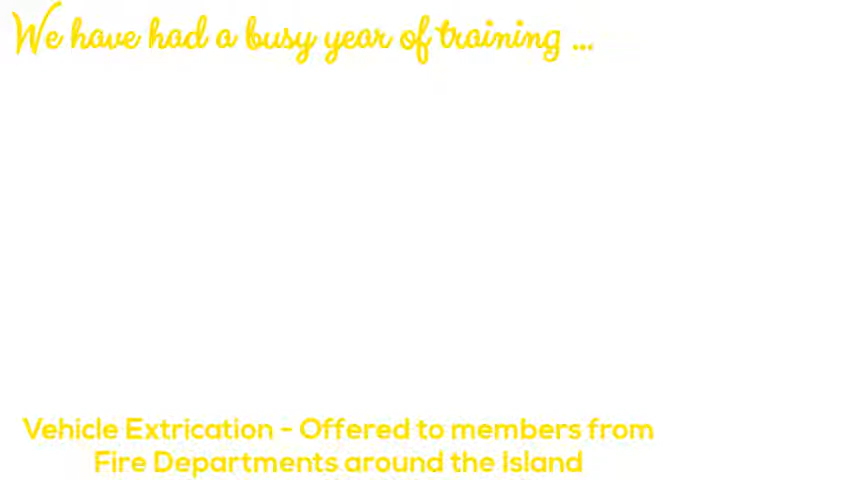 We have had a busy year of training ...
Vehicle Extrication - Offered to members from
Fire Departments around the Island